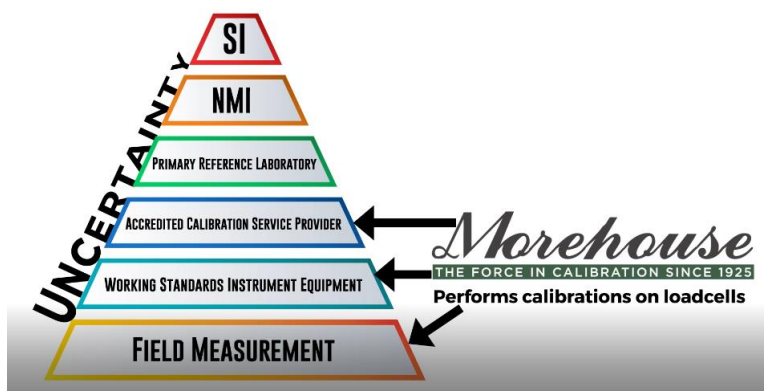 UNCERTAINTY
SI
NMI
PRIMARY REFERENCE LABORATORY
ACCREDITED CALIBRATION SERVICE PROVIDER
WORKING STANDARDS INSTRUMENT EQUIPMENT
FIELD MEASUREMENT
Morehouse
THE FORCE IN CALIBRATION SINCE 1925
Performs calibrations on loadcells